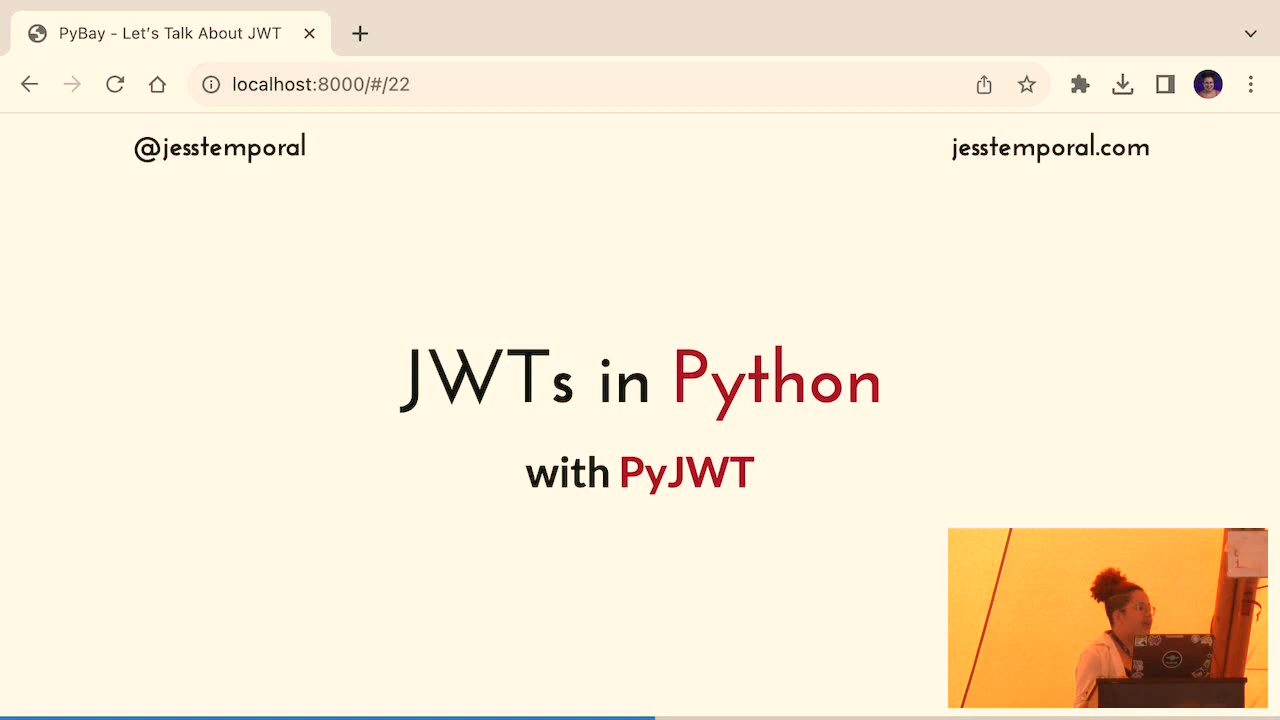 PyBay - Let's Talk About JWT
localhost:8000/#/22
@jesstemporal
jesstemporal.com
JWTs in Python
with PyJWT